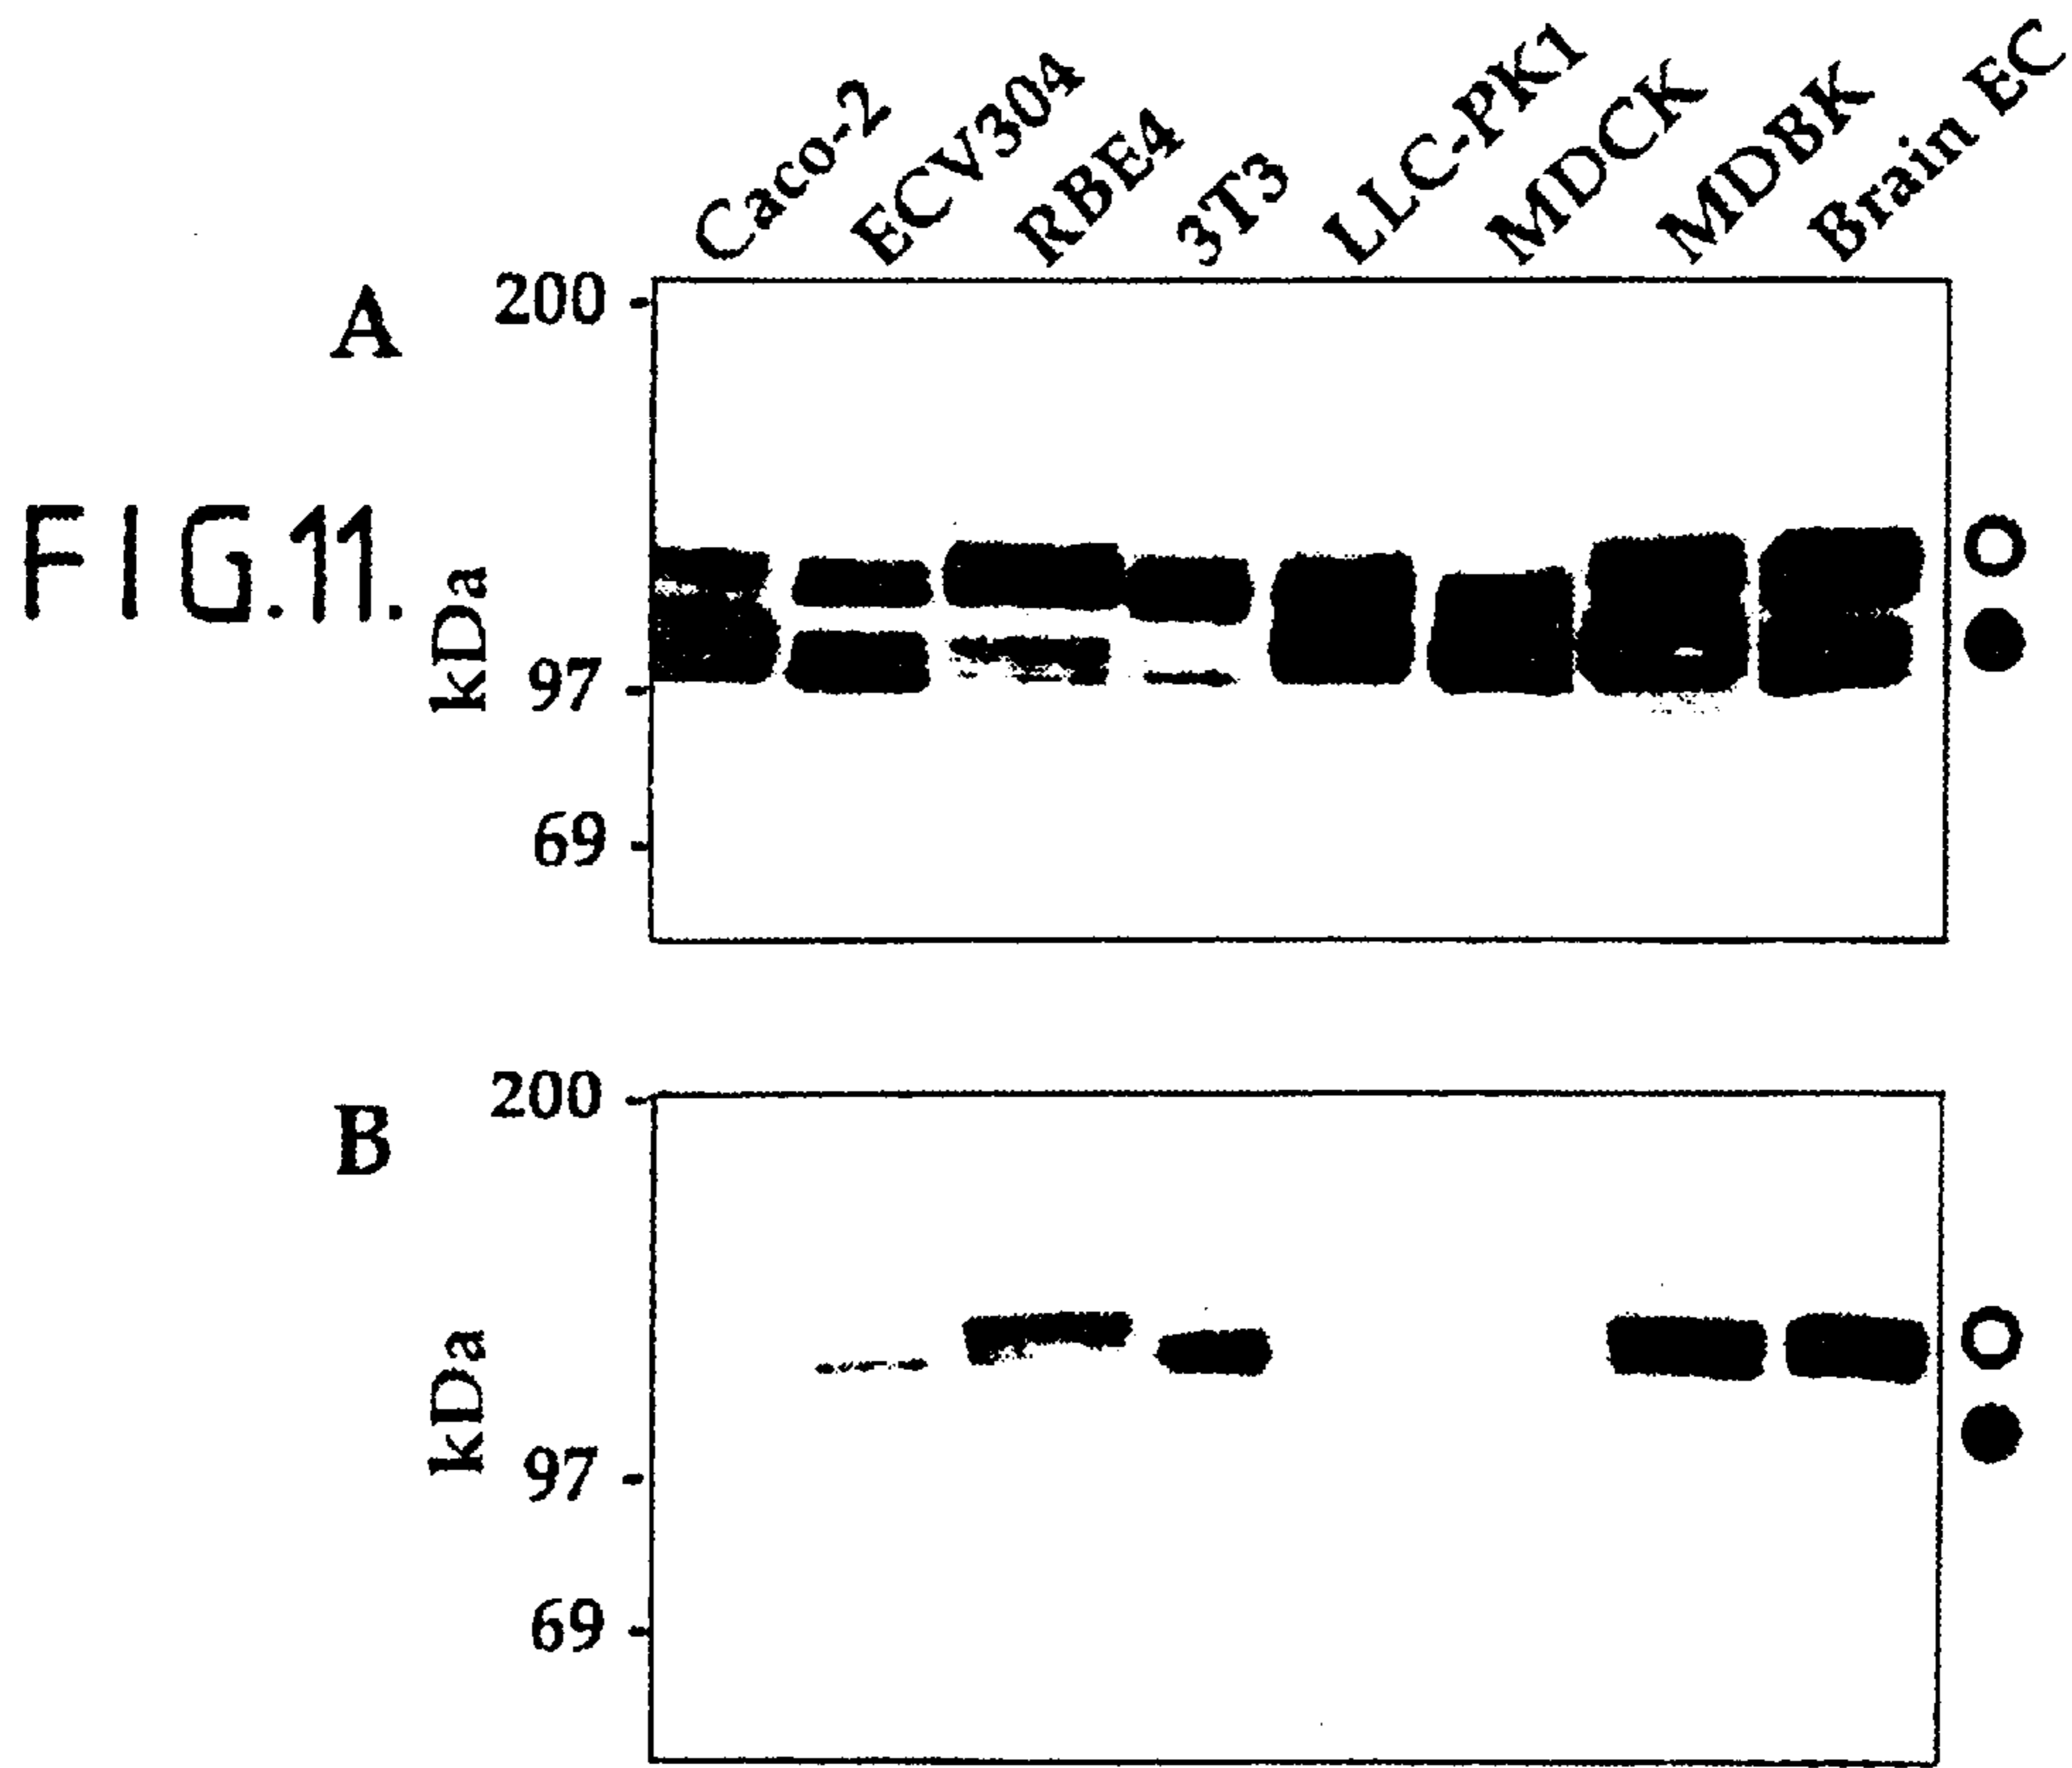 Caco-2 ECV304 RBE4 3T3 LLC-PK1 MDCK MDBK Brain EC
A
200
FIG.11.
kDa
97
69
B
200
kDa
97
69